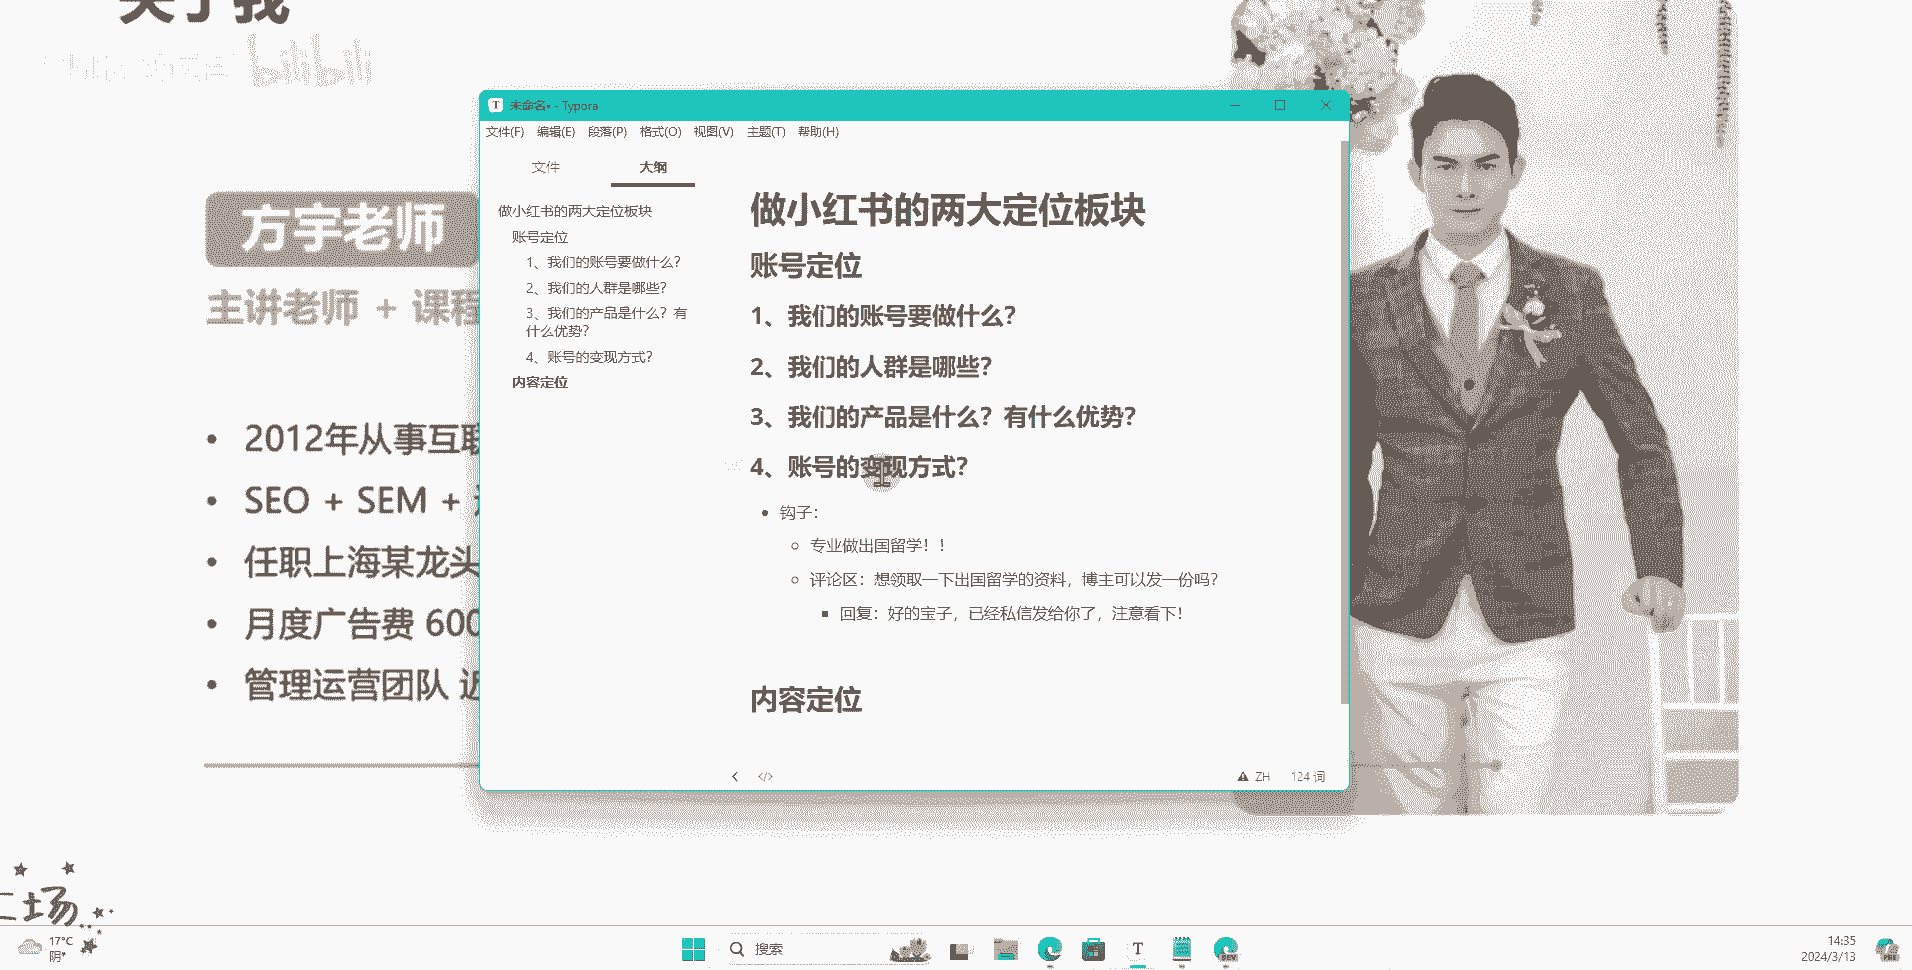 关于我
bilibili
方宇老师
主讲老师 + 课程
2012年从事互联
SEO + SEM +
任职上海某龙头
月度广告费 600
管理运营团队 近
未命名• - Typora
文件(F) 编辑(E) 段落(P) 格式(O) 视图(V) 主题(T) 帮助(H)
文件 大纲
做小红书的两大定位板块
账号定位
1、我们的账号要做什么？
2、我们的人群是哪些？
3、我们的产品是什么？有
什么优势？
4、账号的变现方式？
内容定位
做小红书的两大定位板块
账号定位
1、我们的账号要做什么？
2、我们的人群是哪些？
3、我们的产品是什么？有什么优势？
4、账号的变现方式？
钩子：
专业做出国留学！！
评论区：想领取一下出国留学的资料，博主可以发一份吗？
回复：好的宝子，已经私信发给你了，注意看下！
内容定位
ZH 124 词
工场
17°C
阴
搜索
T
DEV
14:35
2024/3/13
PRE